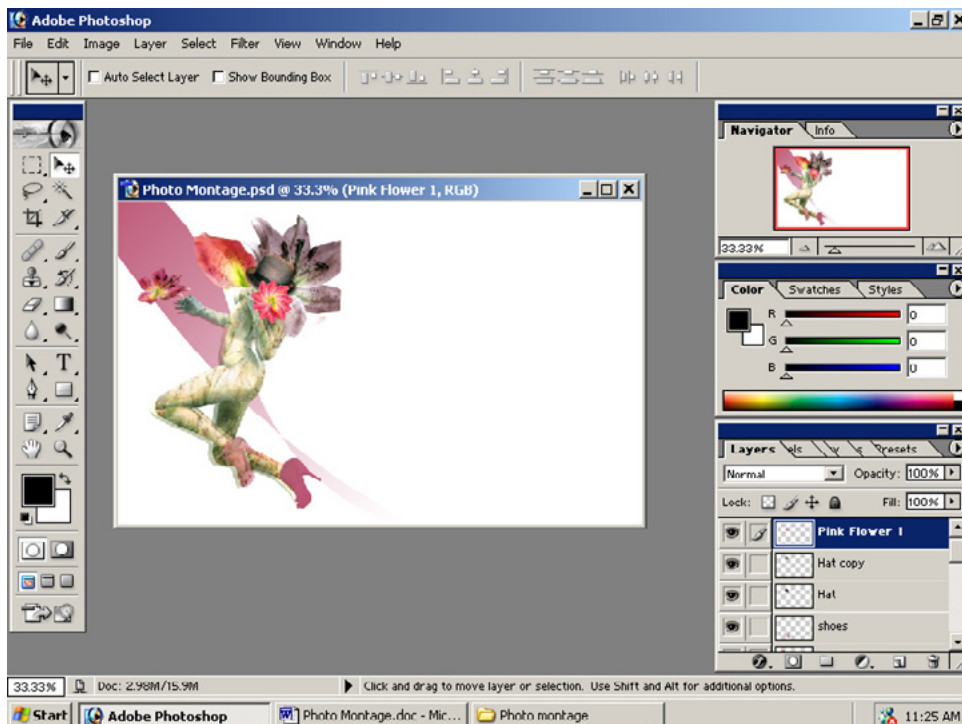 Adobe Photoshop
File Edit Image Layer Select Filter View Window Help
Auto Select Layer Show Bounding Box
Navigator Info
Photo Montage.psd @ 33.3% (Pink Flower 1, RGB)
33.33%
Color Swatches Styles
R 0
G 0
B 0
T
Layers els Presets
Normal Opacity: 100%
Lock: Fill: 100%
Pink Flower 1
Hat copy
Hat
shoes
33.33% Doc: 2.98M/15.9M Click and drag to move layer or selection. Use Shift and Alt for additional options.
Start Adobe Photoshop Photo Montage.doc - Mic... Photo montage 11:25 AM